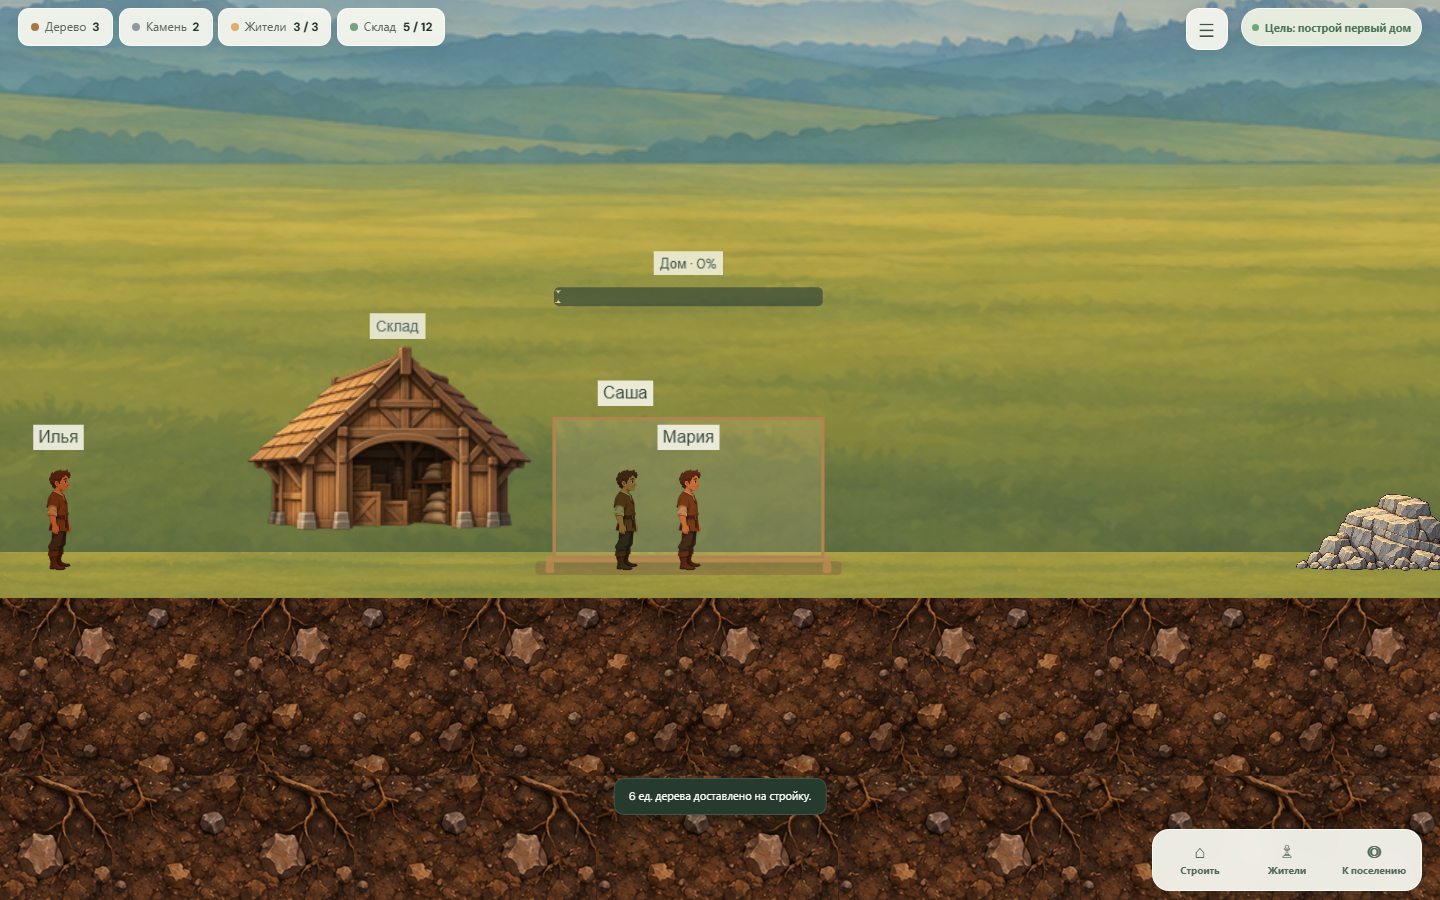 Дерево 3
Камень 2
Жители 3 / 3
Склад 5 / 12
☰
Цель: построй первый дом
Дом · 0%
Склад
Саша
Илья
Мария
6 ед. дерева доставлено на стройку.
Строить
Жители
К поселению